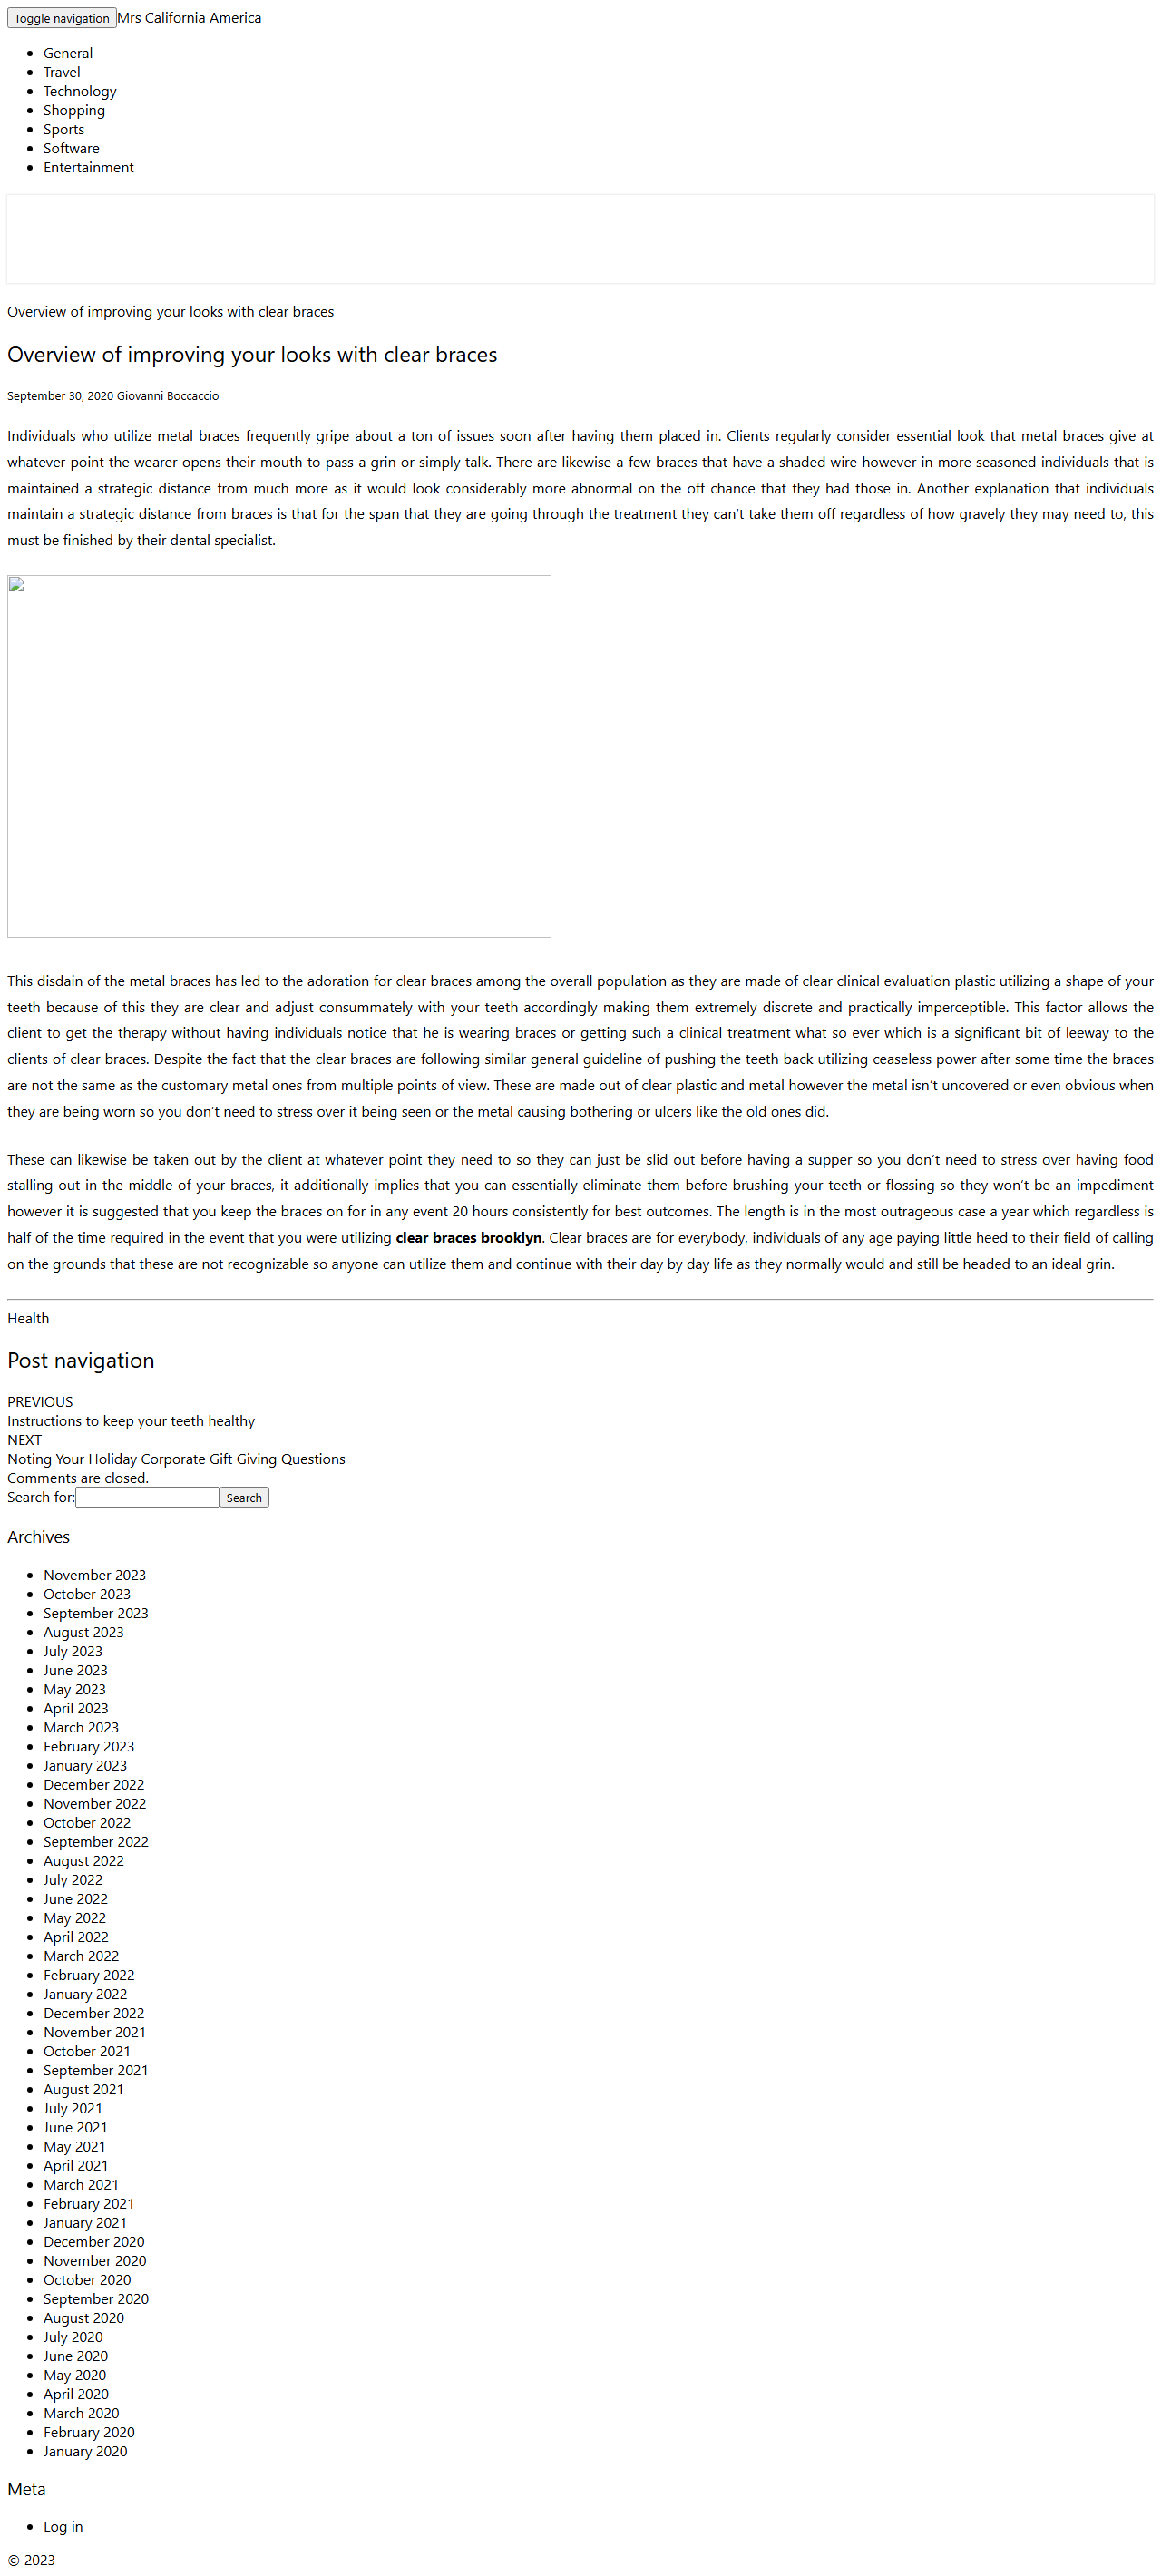 Toggle navigation Mrs California America
General
Travel
Technology
Shopping
Sports
Software
Entertainment
Overview of improving your looks with clear braces
Overview of improving your looks with clear braces
September 30, 2020 Giovanni Boccaccio
Individuals who utilize metal braces frequently gripe about a ton of issues soon after having them placed in. Clients regularly consider essential look that metal braces give at
whatever point the wearer opens their mouth to pass a grin or simply talk. There are likewise a few braces that have a shaded wire however in more seasoned individuals that is
maintained a strategic distance from much more as it would look considerably more abnormal on the off chance that they had those in. Another explanation that individuals
maintain a strategic distance from braces is that for the span that they are going through the treatment they can't take them off regardless of how gravely they may need to, this
must be finished by their dental specialist.
This disdain of the metal braces has led to the adoration for clear braces among the overall population as they are made of clear clinical evaluation plastic utilizing a shape of your
teeth because of this they are clear and adjust consummately with your teeth accordingly making them extremely discrete and practically imperceptible. This factor allows the
client to get the therapy without having individuals notice that he is wearing braces or getting such a clinical treatment what so ever which is a significant bit of leeway to the
clients of clear braces. Despite the fact that the clear braces are following similar general guideline of pushing the teeth back utilizing ceaseless power after some time the braces
are not the same as the customary metal ones from multiple points of view. These are made out of clear plastic and metal however the metal isn't uncovered or even obvious when
they are being worn so you don't need to stress over it being seen or the metal causing bothering or ulcers like the old ones did.
These can likewise be taken out by the client at whatever point they need to so they can just be slid out before having a supper so you don't need to stress over having food
stalling out in the middle of your braces, it additionally implies that you can essentially eliminate them before brushing your teeth or flossing so they won't be an impediment
however it is suggested that you keep the braces on for in any event 20 hours consistently for best outcomes. The length is in the most outrageous case a year which regardless is
half of the time required in the event that you were utilizing clear braces brooklyn. Clear braces are for everybody, individuals of any age paying little heed to their field of calling
on the grounds that these are not recognizable so anyone can utilize them and continue with their day by day life as they normally would and still be headed to an ideal grin.
Health
Post navigation
PREVIOUS
Instructions to keep your teeth healthy
NEXT
Noting Your Holiday Corporate Gift Giving Questions
Comments are closed.
Search for: Search
Archives
November 2023
October 2023
September 2023
August 2023
July 2023
June 2023
May 2023
April 2023
March 2023
February 2023
January 2023
December 2022
November 2022
October 2022
September 2022
August 2022
July 2022
June 2022
May 2022
April 2022
March 2022
February 2022
January 2022
December 2022
November 2021
October 2021
September 2021
August 2021
July 2021
June 2021
May 2021
April 2021
March 2021
February 2021
January 2021
December 2020
November 2020
October 2020
September 2020
August 2020
July 2020
June 2020
May 2020
April 2020
March 2020
February 2020
January 2020
Meta
Log in
© 2023